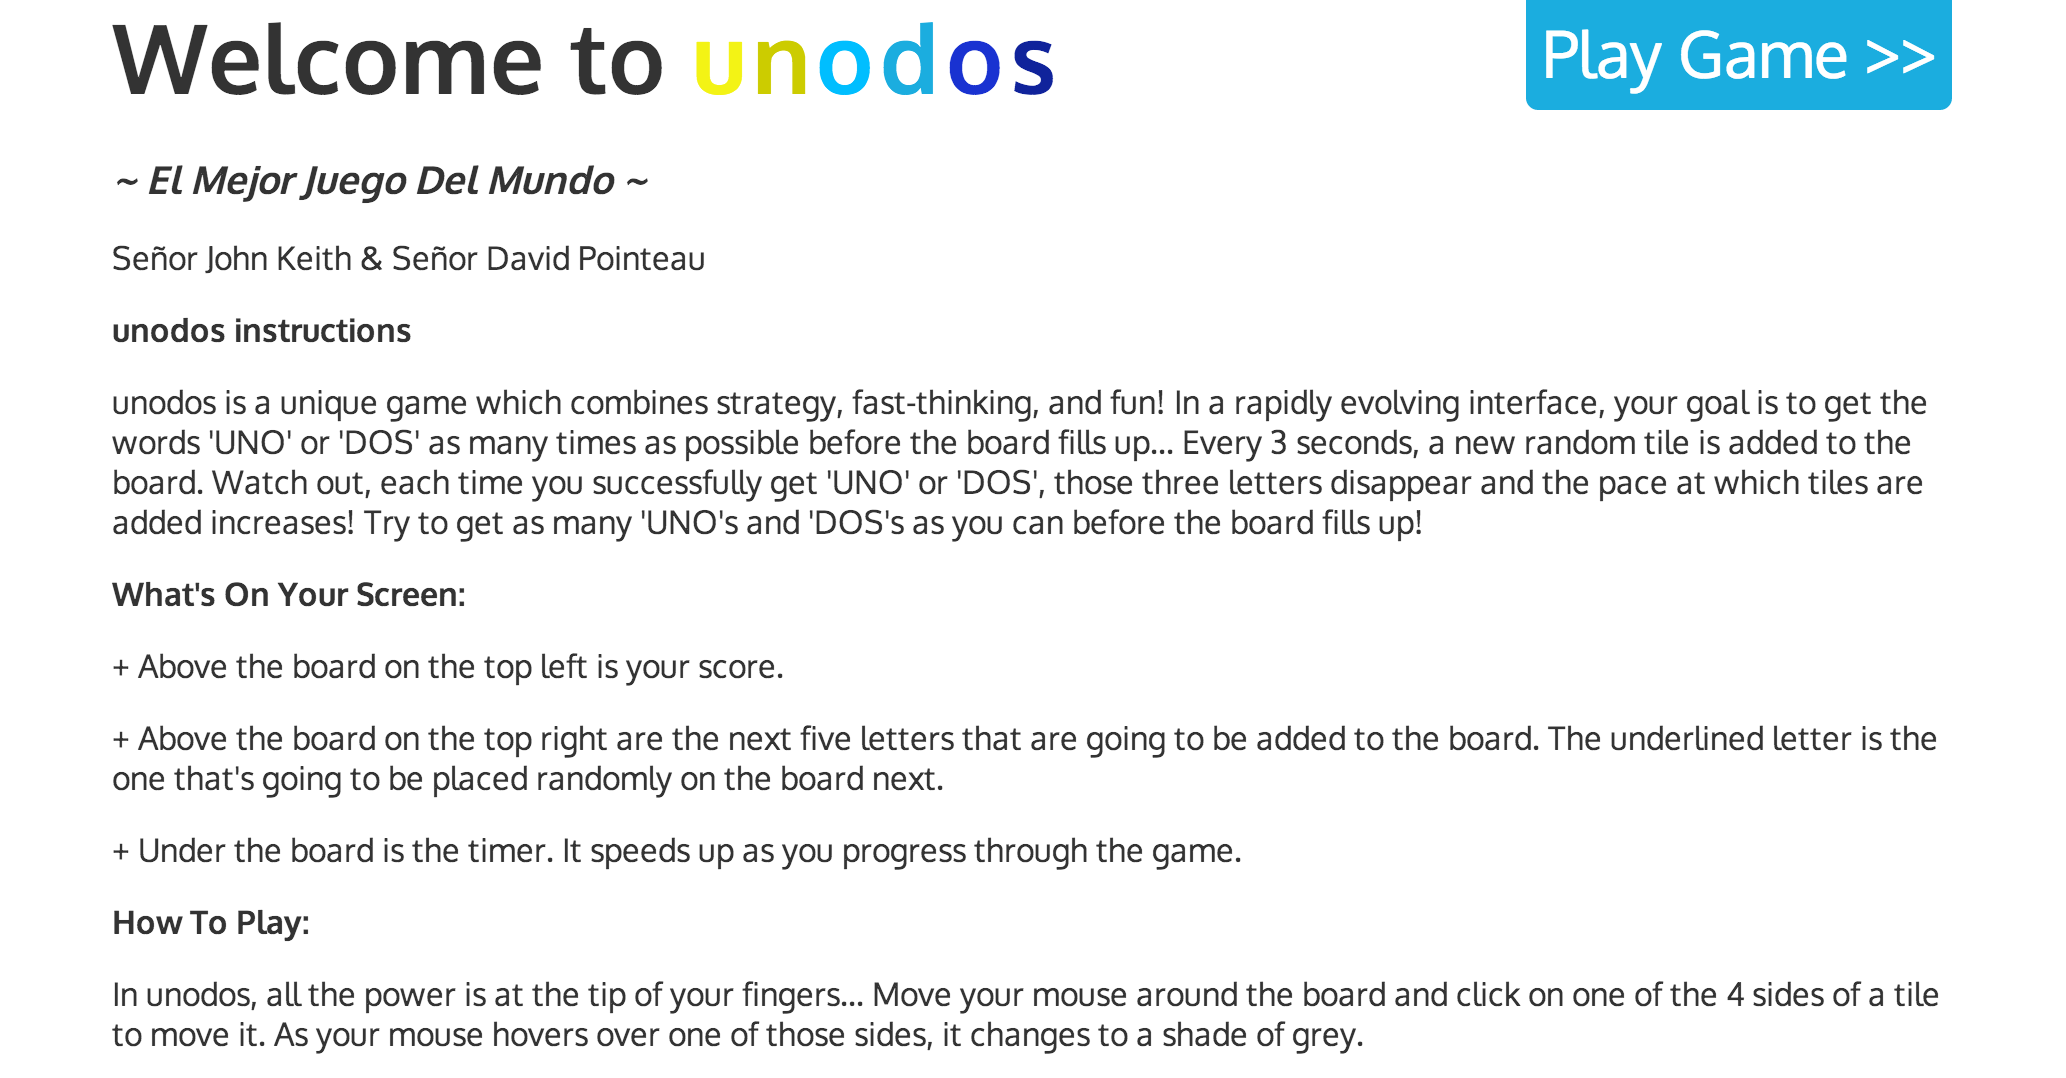 Welcome to unodos
Play Game >>
~ El Mejor Juego Del Mundo ~
Señor John Keith & Señor David Pointeau
unodos instructions
unodos is a unique game which combines strategy, fast-thinking, and fun! In a rapidly evolving interface, your goal is to get the
words 'UNO' or 'DOS' as many times as possible before the board fills up... Every 3 seconds, a new random tile is added to the
board. Watch out, each time you successfully get 'UNO' or 'DOS', those three letters disappear and the pace at which tiles are
added increases! Try to get as many 'UNO's and 'DOS's as you can before the board fills up!
What's On Your Screen:
+ Above the board on the top left is your score.
+ Above the board on the top right are the next five letters that are going to be added to the board. The underlined letter is the
one that's going to be placed randomly on the board next.
+ Under the board is the timer. It speeds up as you progress through the game.
How To Play:
In unodos, all the power is at the tip of your fingers... Move your mouse around the board and click on one of the 4 sides of a tile
to move it. As your mouse hovers over one of those sides, it changes to a shade of grey.